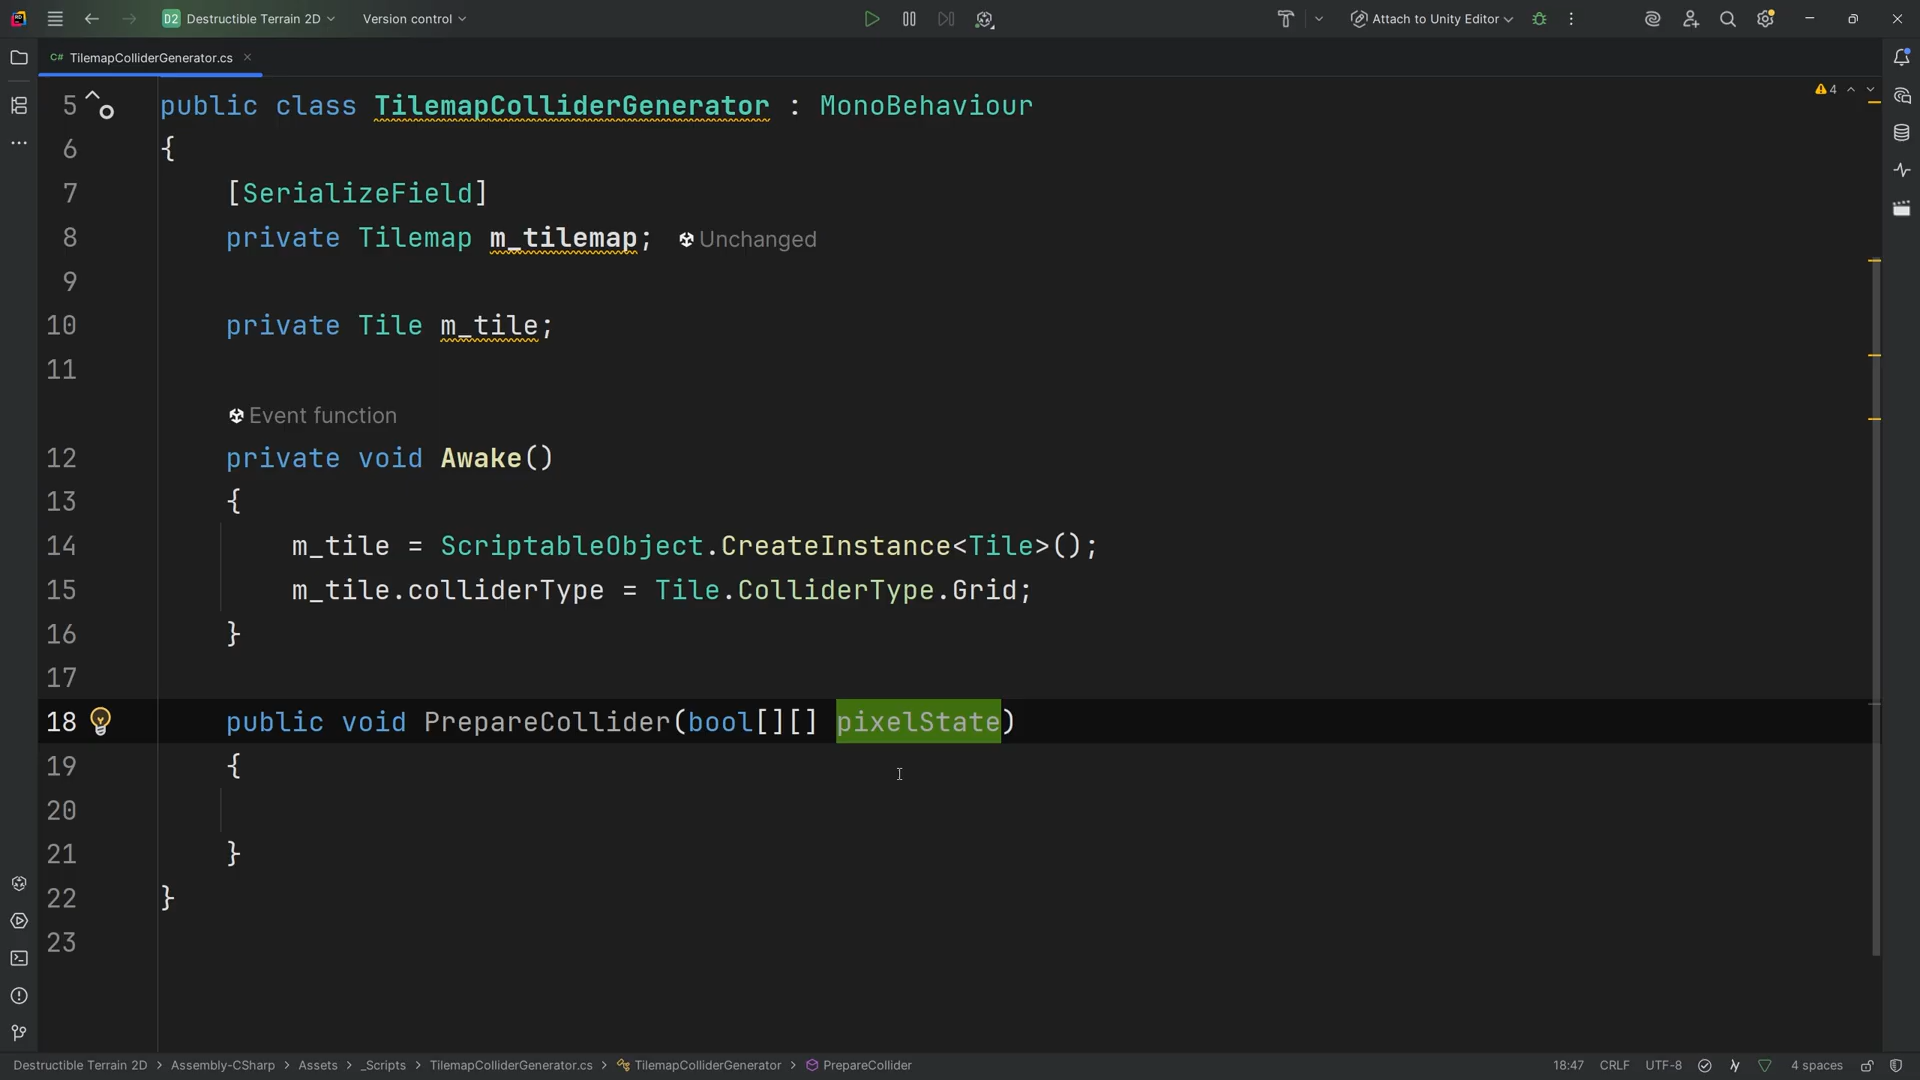 D2 Destructible Terrain 2D Version control Attach to Unity Editor
C# TilemapColliderGenerator.cs
4
5 public class TilemapColliderGenerator : MonoBehaviour
6 {
7 [SerializeField]
8 private Tilemap m_tilemap; Unchanged
9
10 private Tile m_tile;
11
Event function
12 private void Awake()
13 {
14 m_tile = ScriptableObject.CreateInstance<Tile>();
15 m_tile.colliderType = Tile.ColliderType.Grid;
16 }
17
18 public void PrepareCollider(bool[][] pixelState)
19 {
20
21 }
22 }
23
Destructible Terrain 2D > Assembly-CSharp > Assets > _Scripts > TilemapColliderGenerator.cs > TilemapColliderGenerator > PrepareCollider 18:47 CRLF UTF-8 4 spaces